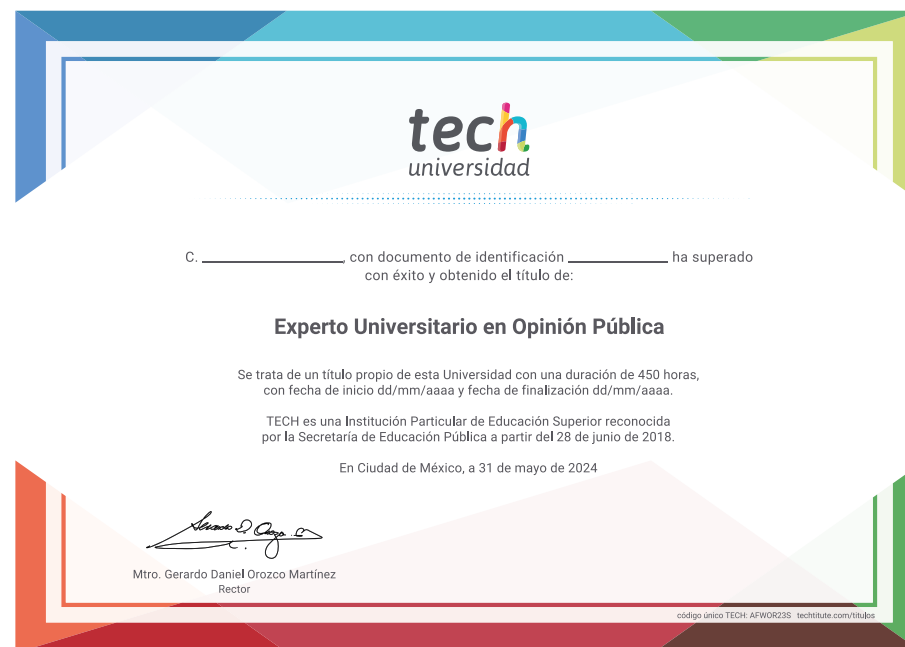 tech
universidad
C. ____________, con documento de identificación ____________ ha superado
con éxito y obtenido el título de:
Experto Universitario en Opinión Pública
Se trata de un título propio de esta Universidad con una duración de 450 horas,
con fecha de inicio dd/mm/aaaa y fecha de finalización dd/mm/aaaa.
TECH es una Institución Particular de Educación Superior reconocida
por la Secretaría de Educación Pública a partir del 28 de junio de 2018.
En Ciudad de México, a 31 de mayo de 2024
Mtro. Gerardo Daniel Orozco Martínez
Rector
código único TECH: AFWOR23S techtitute.com/titulos